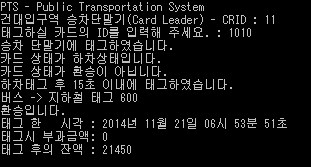 PTS - Public Transportation System
건대입구역 승차단말기(Card Leader) - CRID : 11
태그하실 카드의 ID를 입력해 주세요. : 1010
승차 단말기에 태그하였습니다.
카드 상태가 하차상태입니다.
카드 상태가 환승이 아닙니다.
하차태그 후 15초 이내에 태그하였습니다.
버스 -> 지하철 태그 600
환승입니다.
태그 한   시각 : 2014년 11월 21일 06시 53분 51초
태그시 부과금액: 0
태그 후의 잔액 : 21450